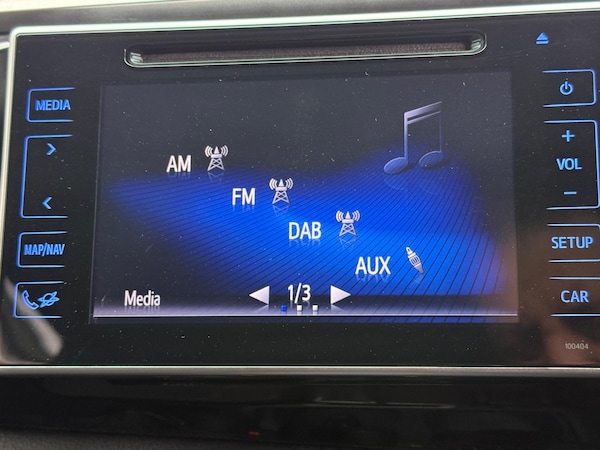 MEDIA
MAP/NAV
AM
FM
DAB
AUX
Media
1/3
VOL
SETUP
CAR
100404